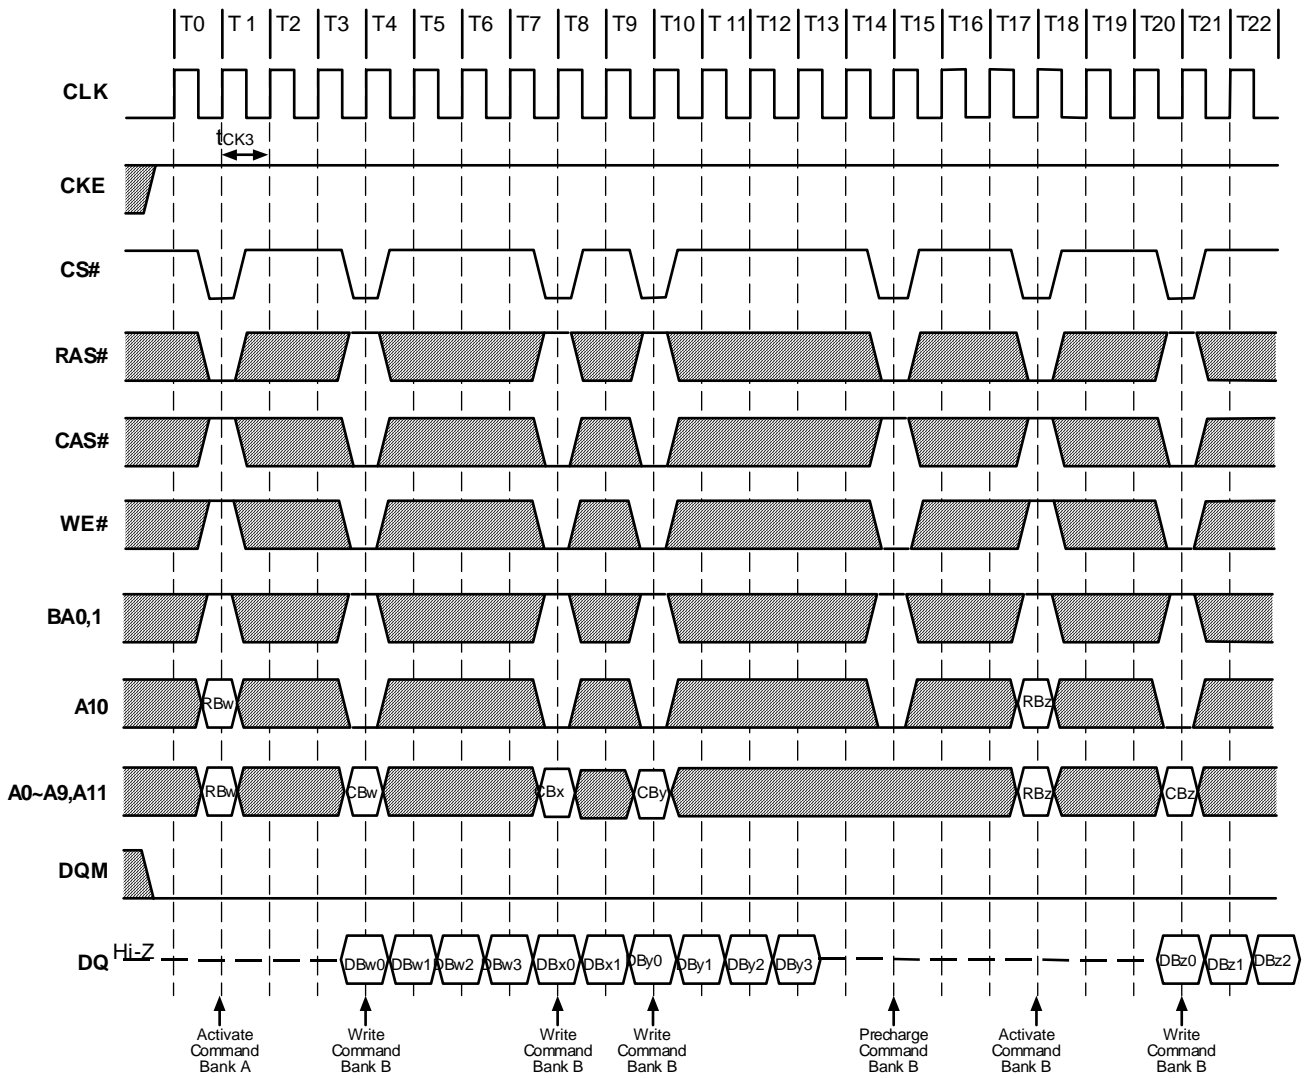 T0 T 1 T2 T3 T4 T5 T6 T7 T8 T9 T10 T 11 T12 T13 T14 T15 T16 T17 T18 T19 T20 T21 T22
CLK
tCK3
CKE
CS#
RAS#
CAS#
WE#
BA0,1
A10 RBw RBz
A0~A9,A11 RBw CBw CBx CBy RBz CBz
DQM
DQ Hi-Z DBw0 DBw1 DBw2 DBw3 DBx0 DBx1 DBy0 DBy1 DBy2 DBy3 DBz0 DBz1 DBz2
Activate Command Bank A
Write Command Bank B
Write Command Bank B
Write Command Bank B
Precharge Command Bank B
Activate Command Bank B
Write Command Bank B